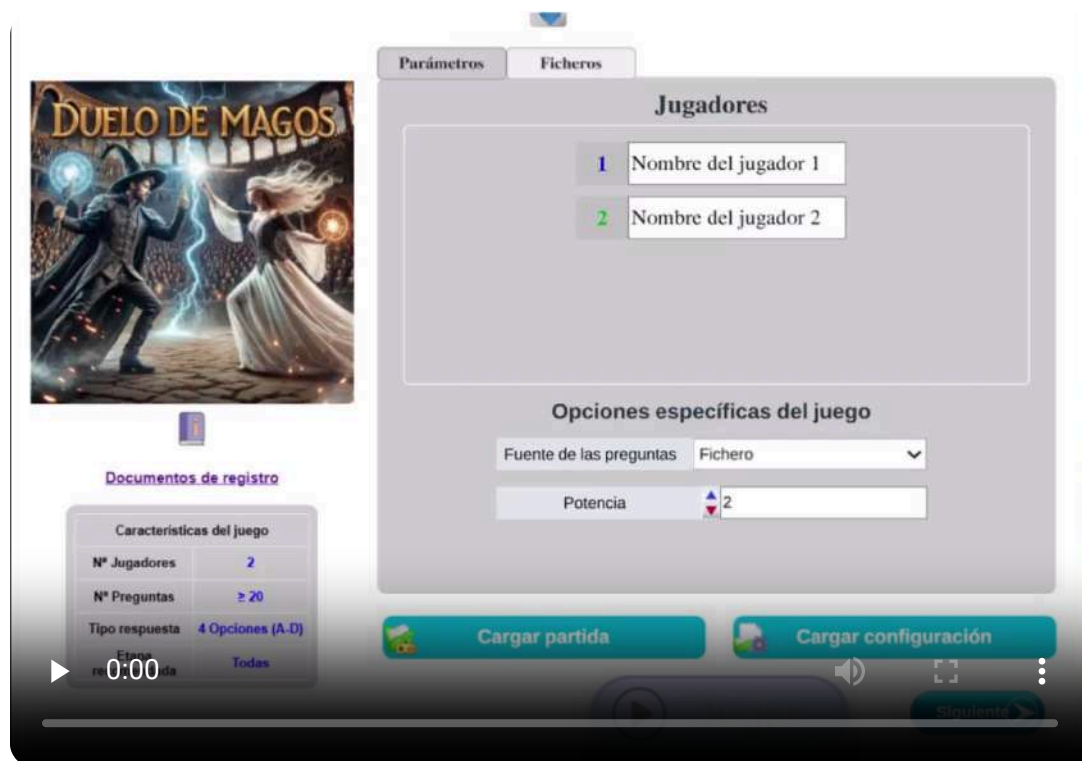 Parámetros
Ficheros
DUELO DE MAGOS
Jugadores
1 Nombre del jugador 1
2 Nombre del jugador 2
Opciones específicas del juego
Fuente de las preguntas Fichero
Potencia 2
Documentos de registro
Características del juego
Nº Jugadores 2
Nº Preguntas ≥ 20
Tipo respuesta 4 Opciones (A-D)
Etapa
Todas
Cargar partida
Cargar configuración
0:00
Siguiente